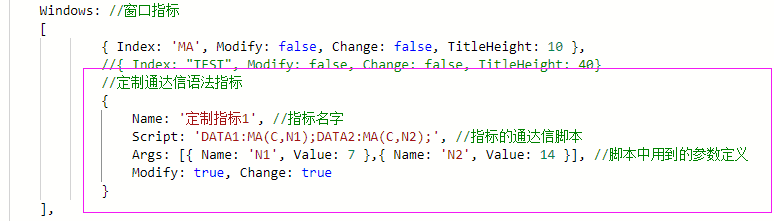 Windows: //窗口指标
[
{ Index: 'MA', Modify: false, Change: false, TitleHeight: 10 },
//{ Index: "TEST", Modify: false, Change: false, TitleHeight: 40}
//定制通达信语法指标
{
Name: '定制指标1', //指标名字
Script: 'DATA1:MA(C,N1);DATA2:MA(C,N2);', //指标的通达信脚本
Args: [{ Name: 'N1', Value: 7 },{ Name: 'N2', Value: 14 }], //脚本中用到的参数定义
Modify: true, Change: true
}
],